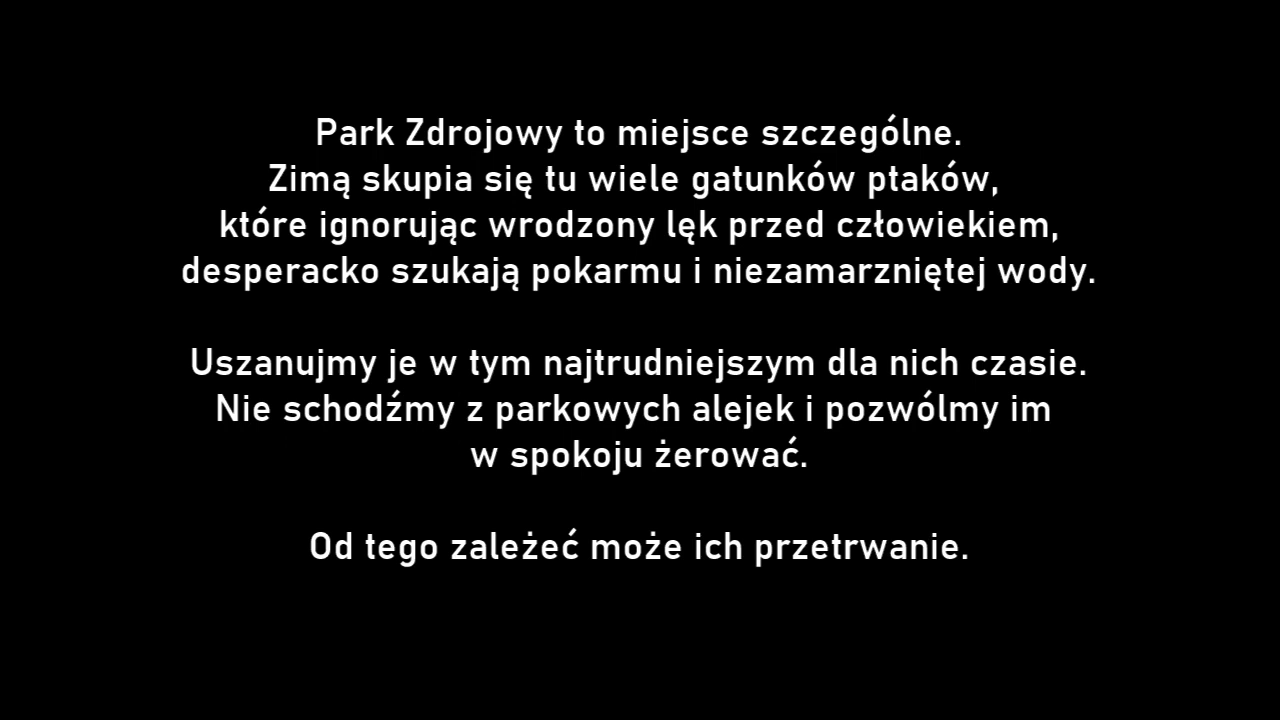 Park Zdrojowy to miejsce szczególne.
Zimą skupia się tu wiele gatunków ptaków,
które ignorując wrodzony lęk przed człowiekiem,
desperacko szukają pokarmu i niezamarzniętej wody.
Uszanujmy je w tym najtrudniejszym dla nich czasie.
Nie schodźmy z parkowych alejek i pozwólmy im
w spokoju żerować.
Od tego zależeć może ich przetrwanie.